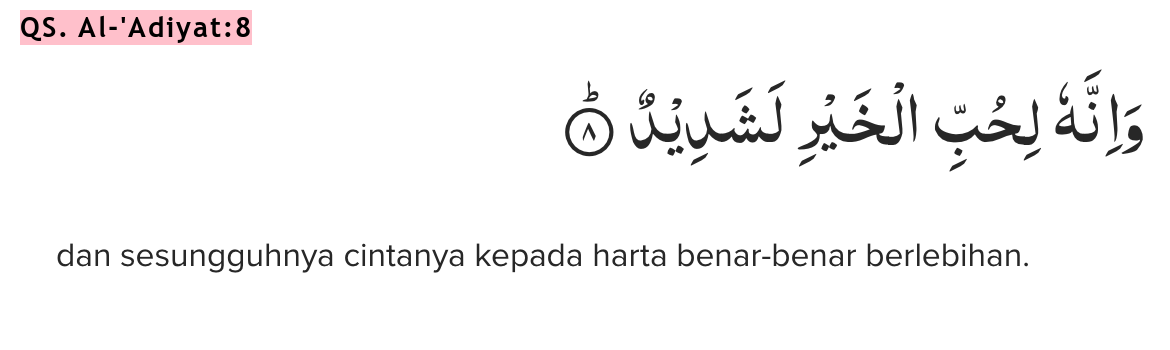 QS. Al-'Adiyat:8
وَاِنَّهٗ لِحُبِّ الْخَيْرِ لَشَدِيْدٌ ۗ ۝٨
dan sesungguhnya cintanya kepada harta benar-benar berlebihan.